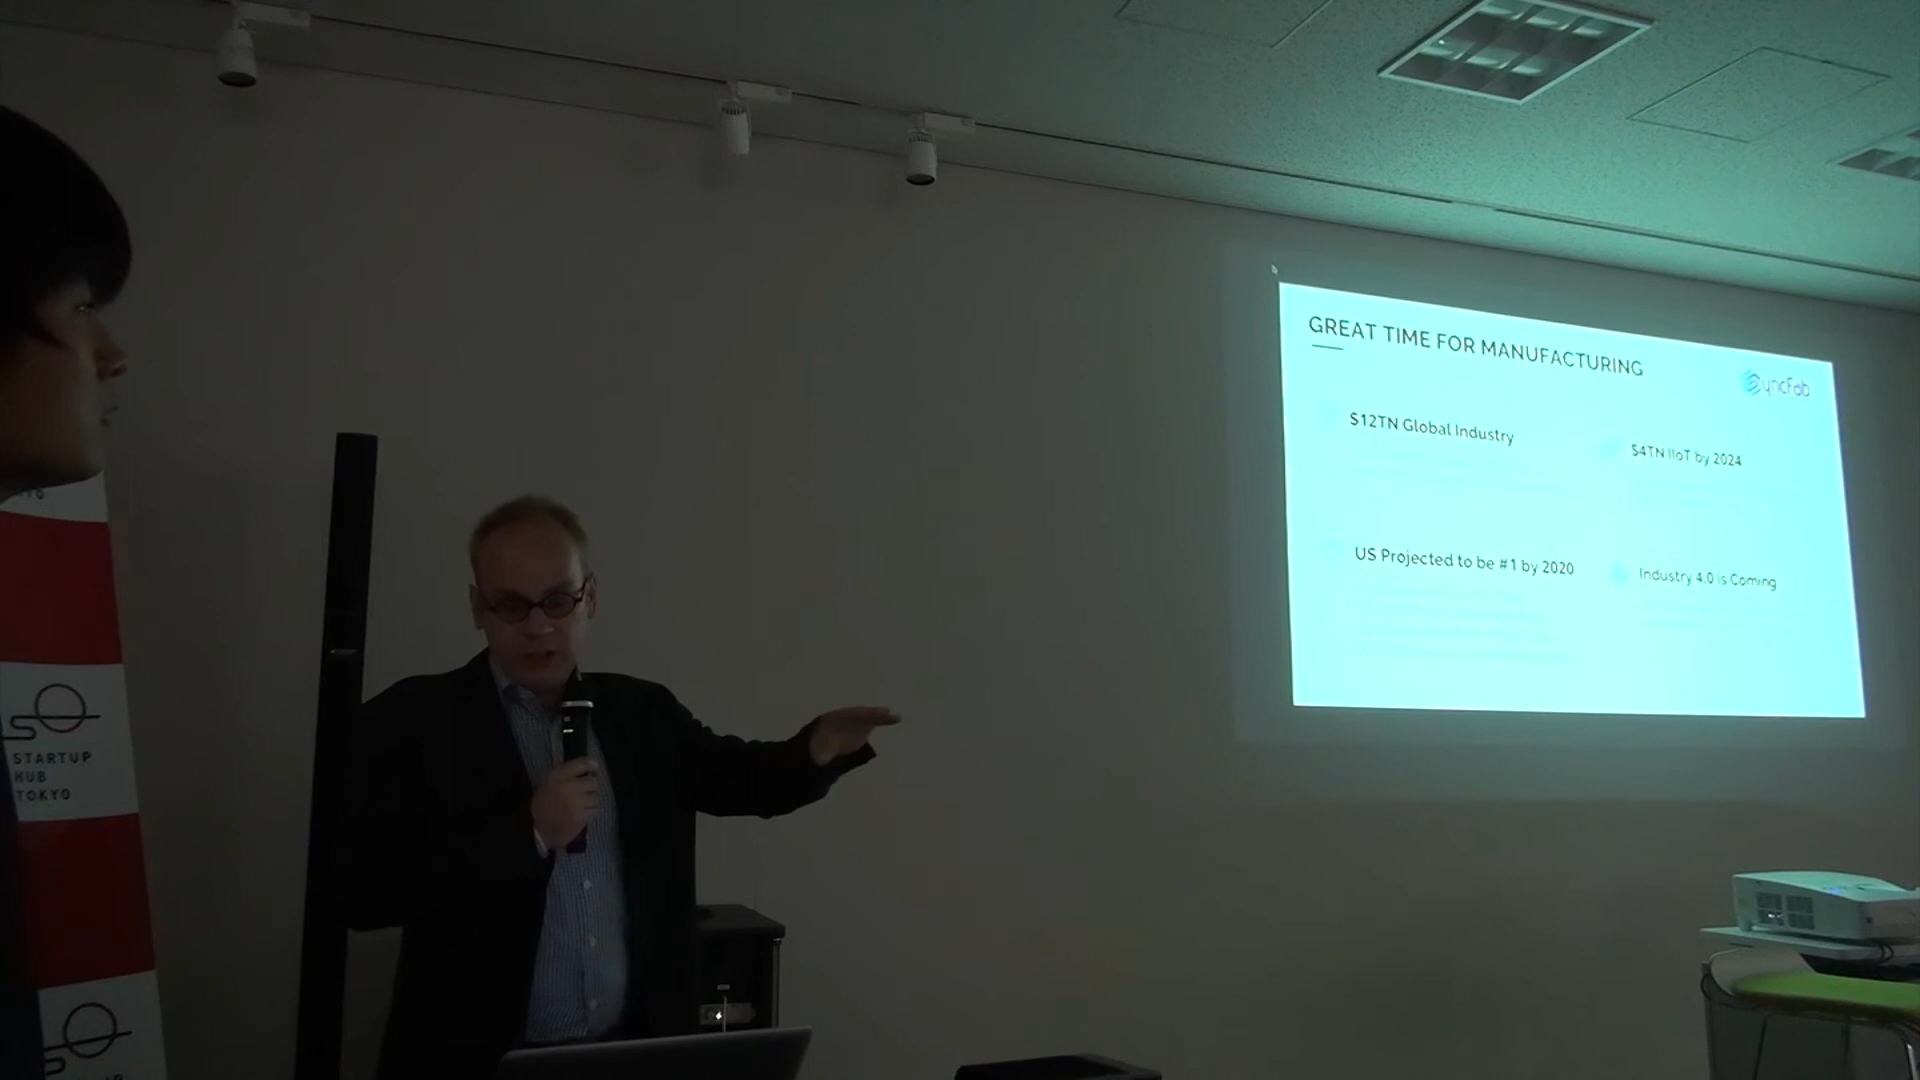 GREAT TIME FOR MANUFACTURING
SyncFab
$12TN Global Industry
$4TN IIoT by 2024
US Projected to be #1 by 2020
Industry 4.0 is Coming
STARTUP
HUB
TOKYO